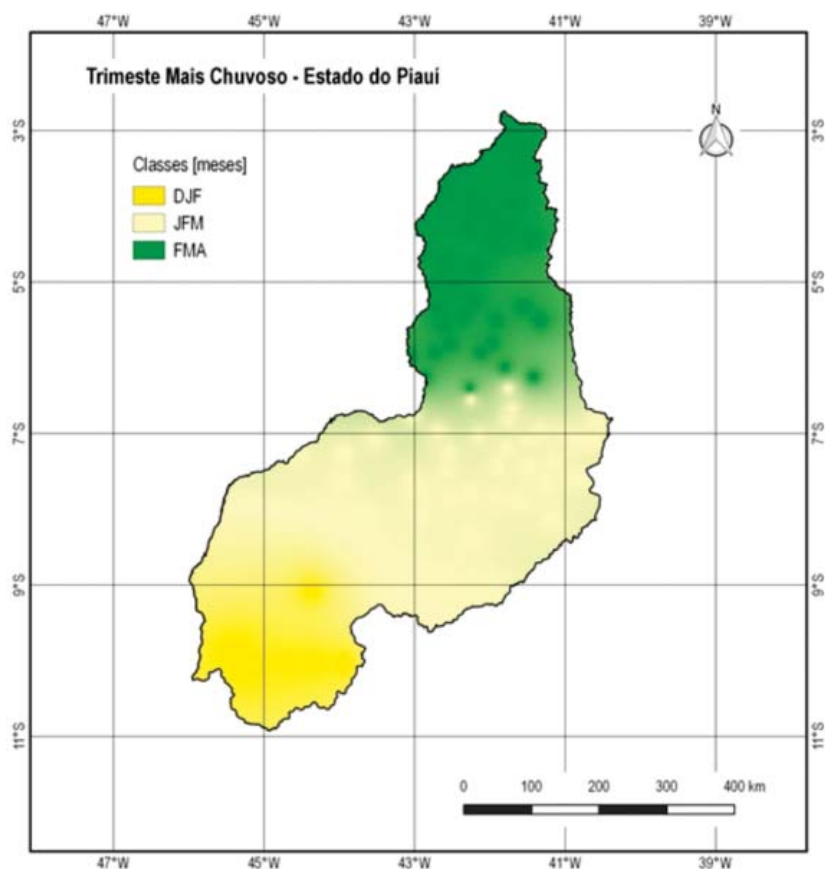 47°W 45°W 43°W 41°W 39°W
Trimeste Mais Chuvoso - Estado do Piauí
N
Classes [meses]
DJF
JFM
FMA
3°S 3°S
5°S 5°S
7°S 7°S
9°S 9°S
11°S 11°S
0 100 200 300 400 km
47°W 45°W 43°W 41°W 39°W